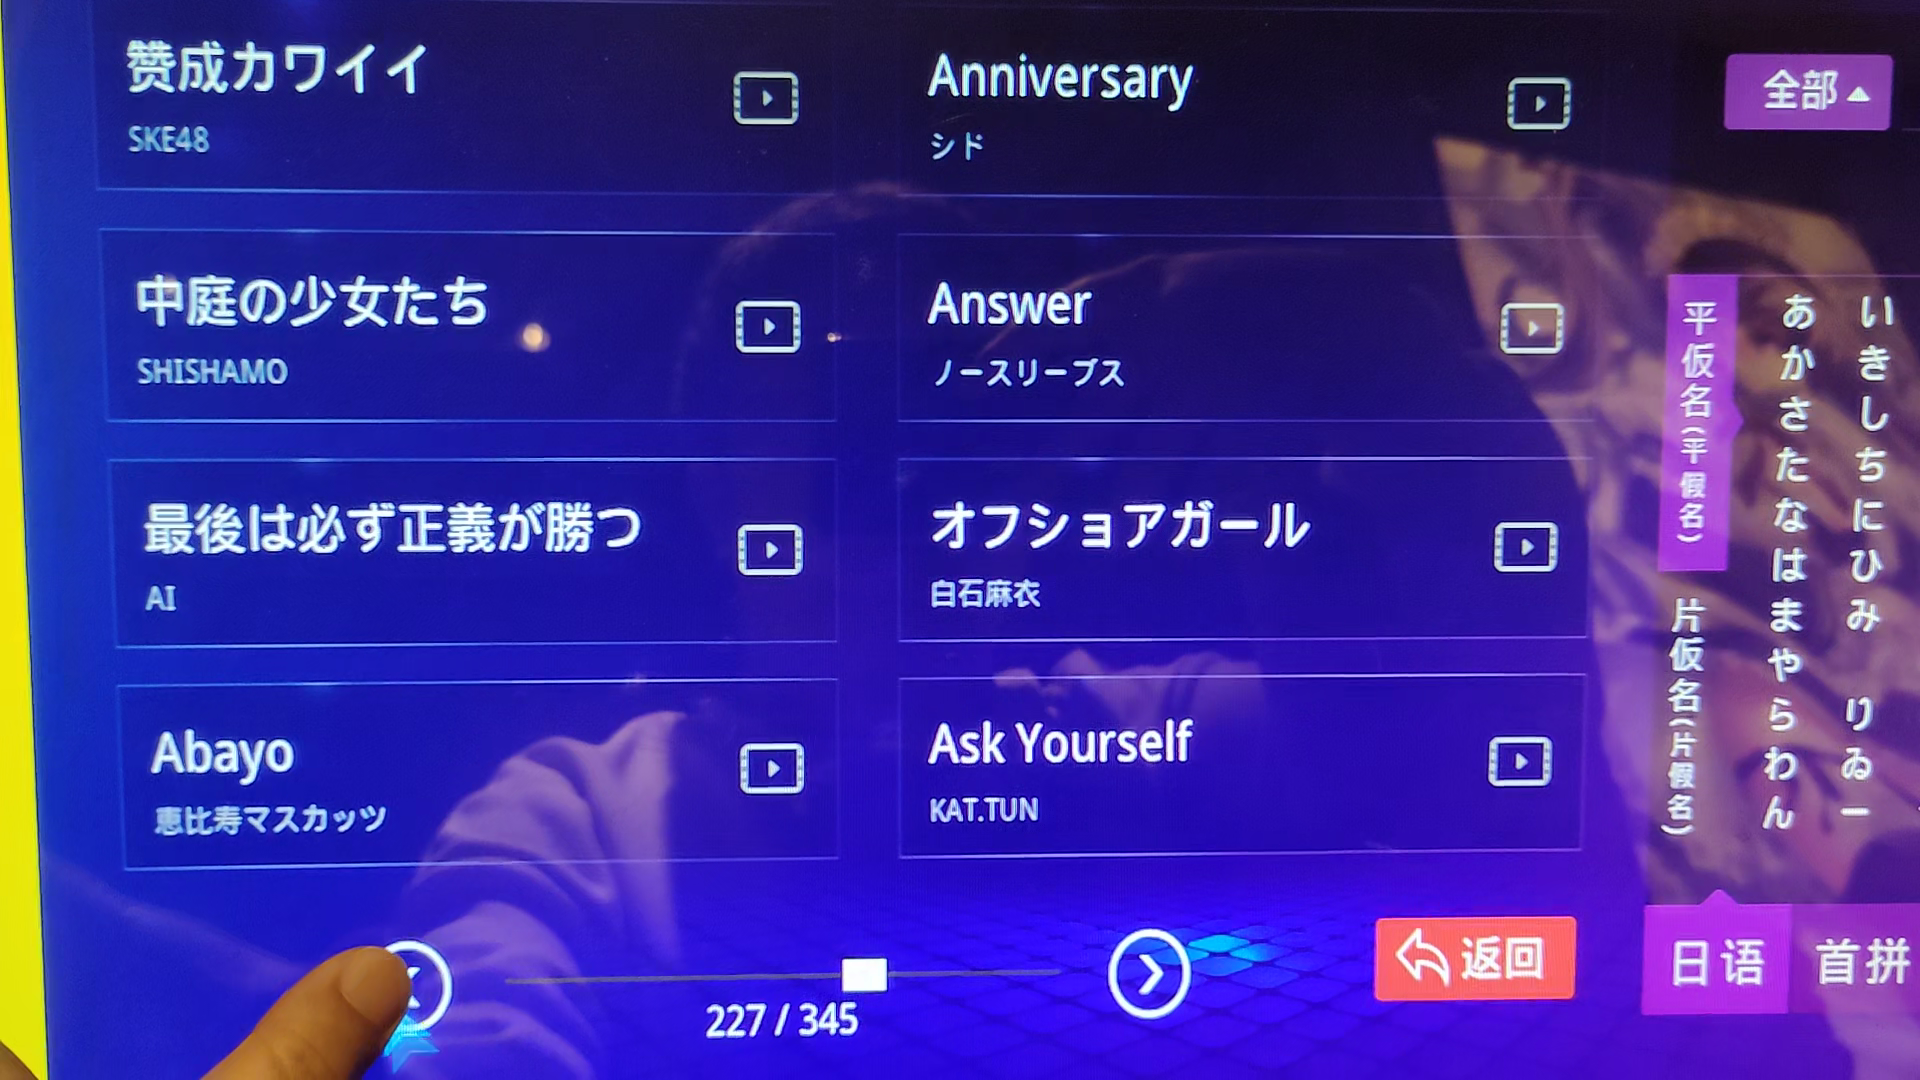 赞成カワイイ
SKE48
Anniversary
シド
中庭の少女たち
SHISHAMO
Answer
ノースリーブス
最後は必ず正義が勝つ
AI
オフショアガール
白石麻衣
Abayo
恵比寿マスカッツ
Ask Yourself
KAT.TUN
227 / 345
返回
全部
平仮名(平假名)
片仮名(片假名)
あかさたなはまやらわん
いきしちにひみ りゐー
日语
首拼